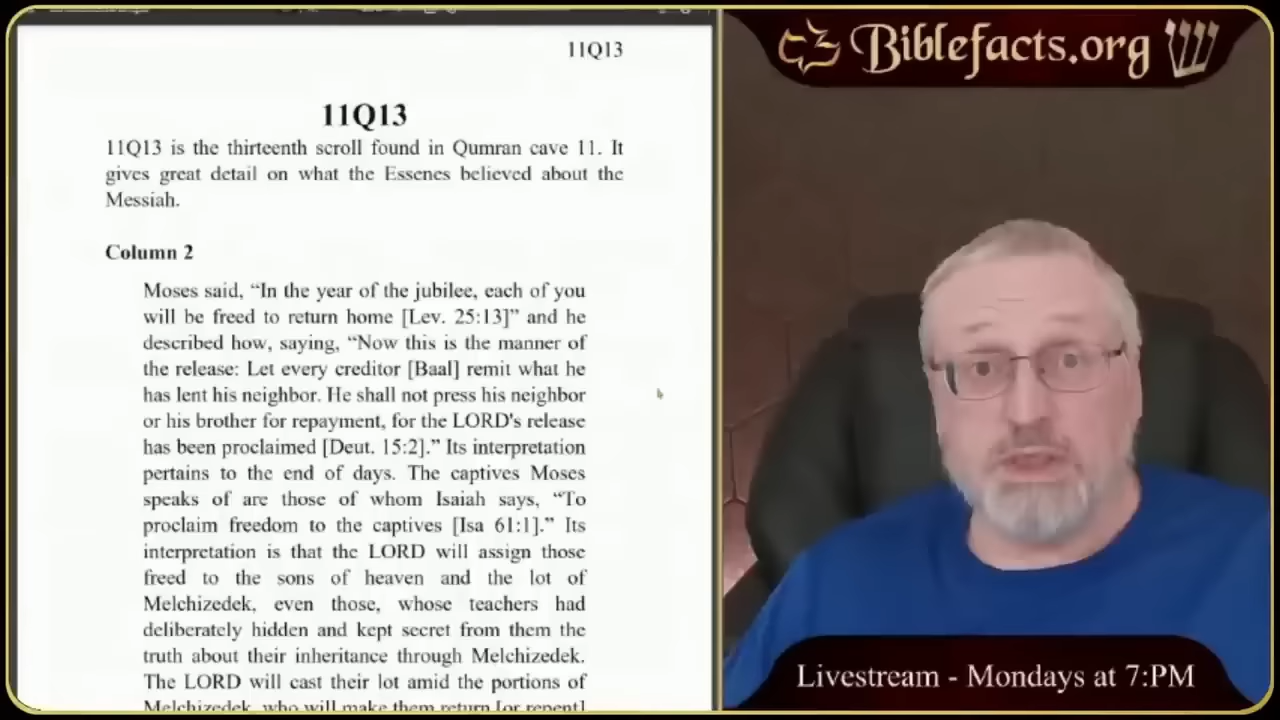 11Q13
11Q13
11Q13 is the thirteenth scroll found in Qumran cave 11. It
gives great detail on what the Essenes believed about the
Messiah.
Column 2
Moses said, “In the year of the jubilee, each of you
will be freed to return home [Lev. 25:13]” and he
described how, saying, “Now this is the manner of
the release: Let every creditor [Baal] remit what he
has lent his neighbor. He shall not press his neighbor
or his brother for repayment, for the LORD's release
has been proclaimed [Deut. 15:2].” Its interpretation
pertains to the end of days. The captives Moses
speaks of are those of whom Isaiah says, “To
proclaim freedom to the captives [Isa 61:1].” Its
interpretation is that the LORD will assign those
freed to the sons of heaven and the lot of
Melchizedek, even those, whose teachers had
deliberately hidden and kept secret from them the
truth about their inheritance through Melchizedek.
The LORD will cast their lot amid the portions of
Melchizedek, who will make them return [or repent]
Biblefacts.org
Livestream - Mondays at 7:PM